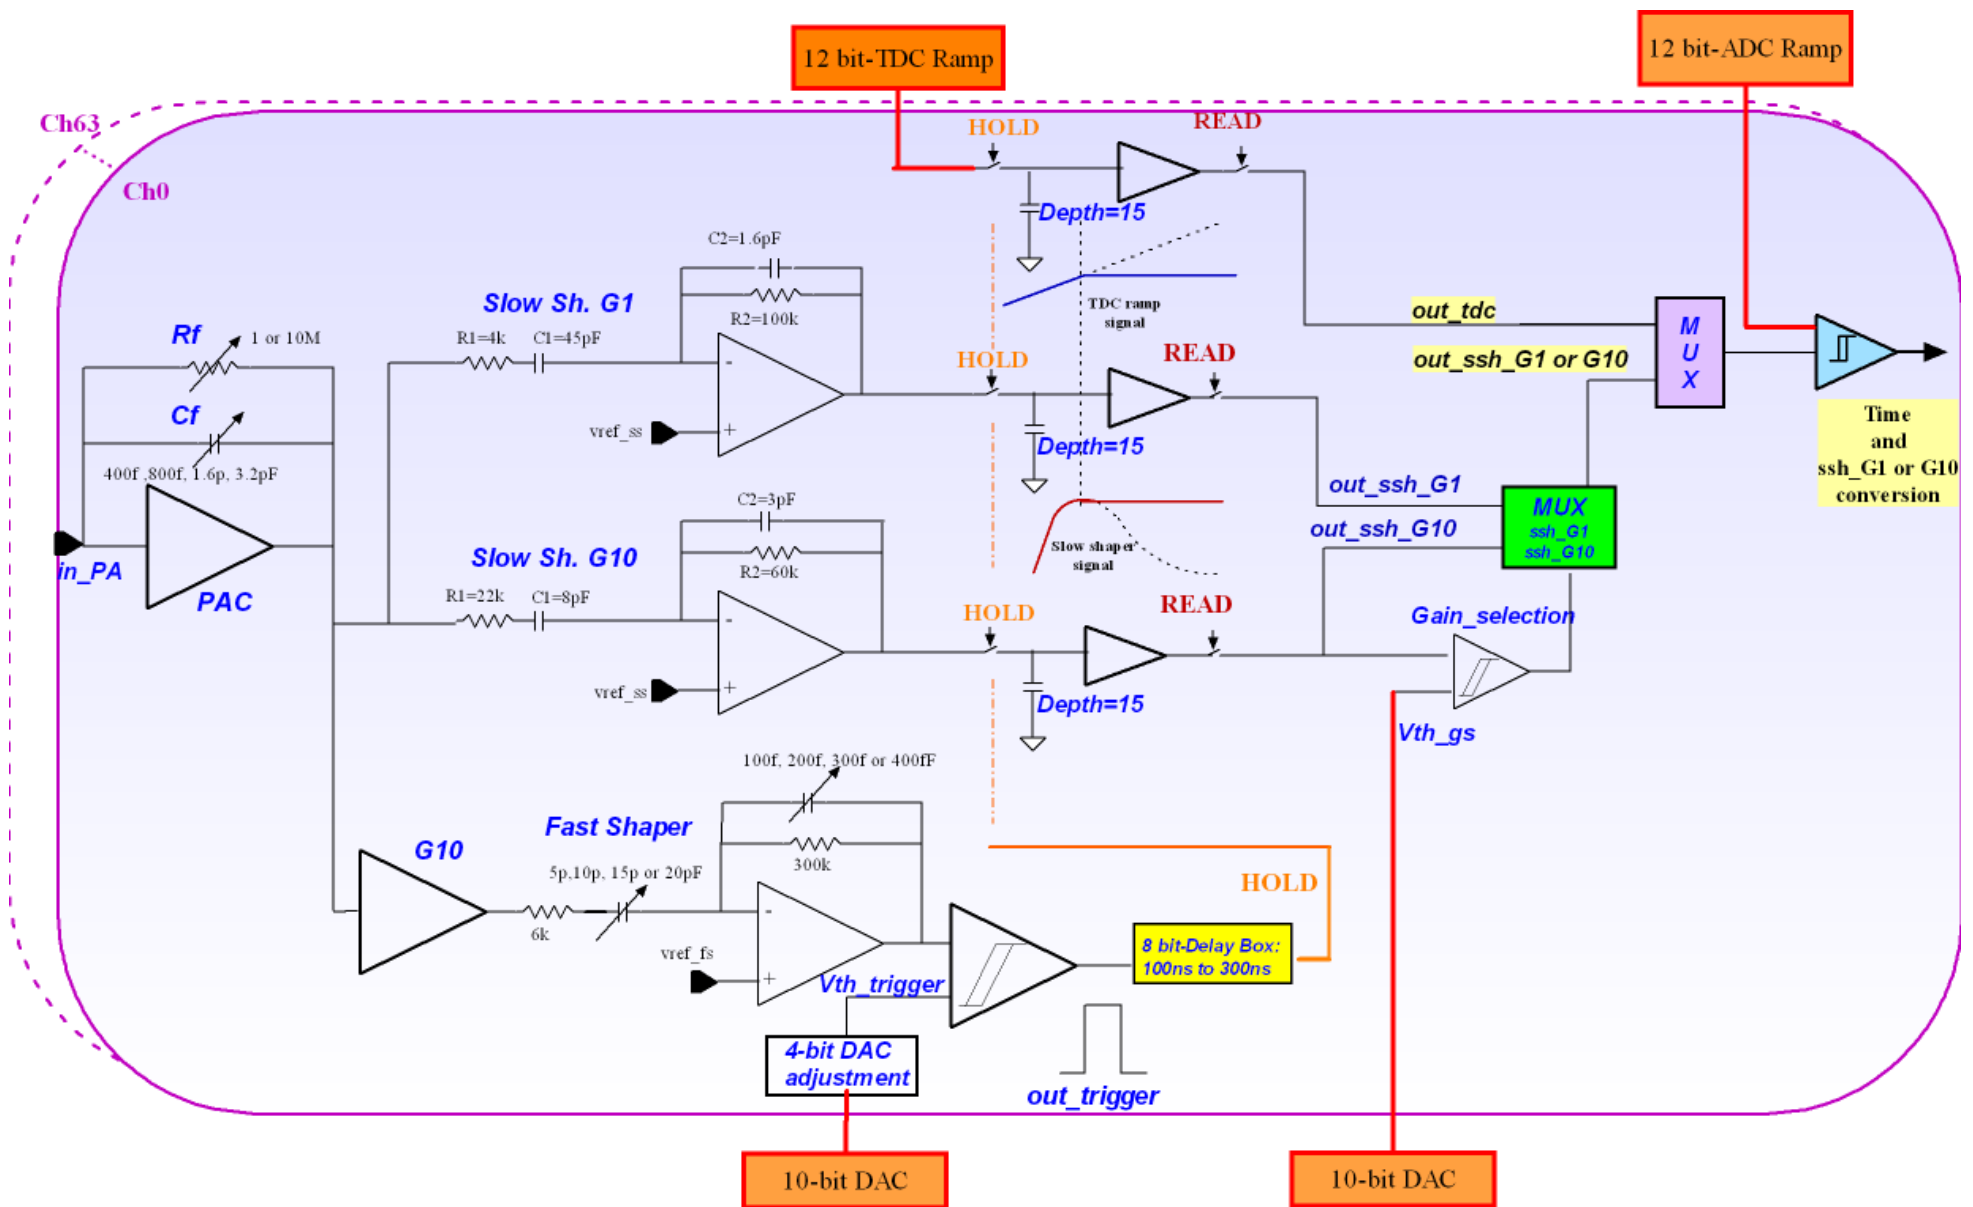 12 bit-TDC Ramp
12 bit-ADC Ramp
Ch63
Ch0
HOLD
READ
Depth=15
C2=1.6pF
R2=100k
Slow Sh. G1
R1=4k
C1=45pF
TDC ramp
signal
Rf
1 or 10M
Cf
400f ,800f, 1.6p, 3.2pF
in_PA
PAC
-
+
vref_ss
HOLD
READ
Depth=15
out_tdc
out_ssh_G1 or G10
M
U
X
Time
and
ssh_G1 or G10
conversion
out_ssh_G1
out_ssh_G10
MUX
ssh_G1
ssh_G10
C2=3pF
R2=60k
Slow Sh. G10
R1=22k
C1=8pF
Slow shaper
signal
-
+
vref_ss
HOLD
READ
Depth=15
Gain_selection
Vth_gs
100f, 200f, 300f or 400fF
300k
Fast Shaper
G10
5p,10p, 15p or 20pF
6k
-
+
vref_fs
Vth_trigger
HOLD
8 bit-Delay Box:
100ns to 300ns
4-bit DAC
adjustment
out_trigger
10-bit DAC
10-bit DAC